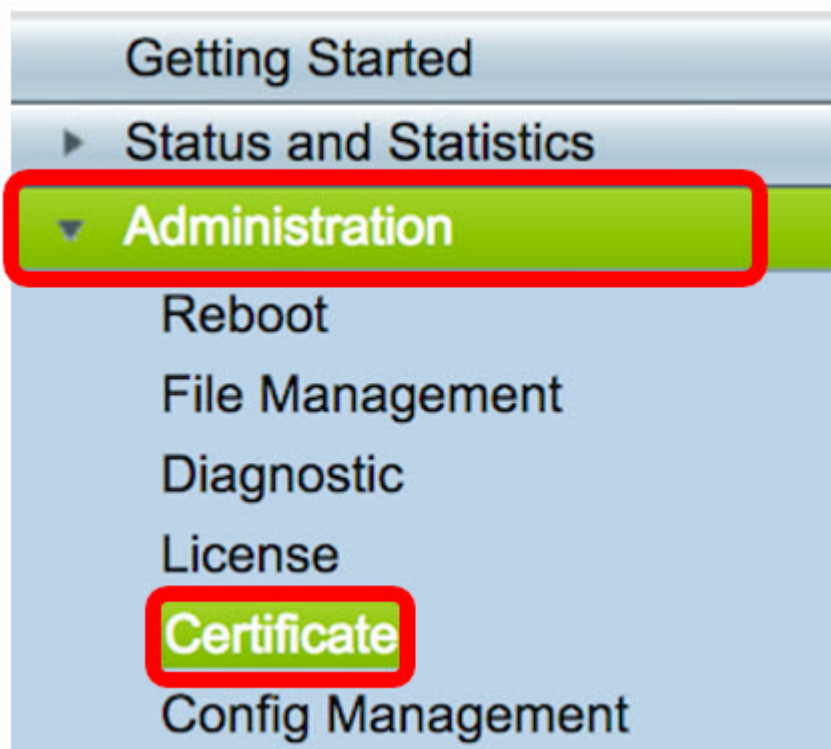 Getting Started
Status and Statistics
Administration
Reboot
File Management
Diagnostic
License
Certificate
Config Management